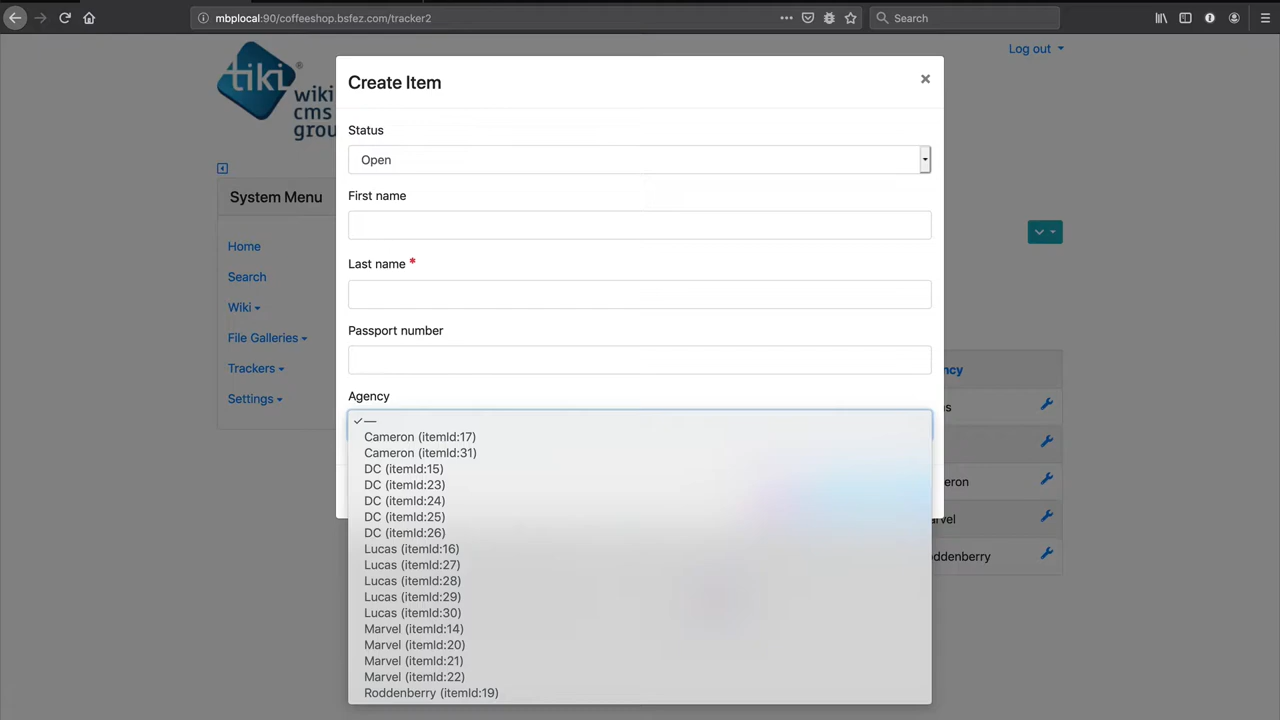 mbplocal:90/coffeeshop.bsfez.com/tracker2
Search
tiki
®
wiki
cms
grou
Log out
Create Item
×
Status
Open
First name
Last name *
Passport number
Agency
—
Cameron (itemId:17)
Cameron (itemId:31)
DC (itemId:15)
DC (itemId:23)
DC (itemId:24)
DC (itemId:25)
DC (itemId:26)
Lucas (itemId:16)
Lucas (itemId:27)
Lucas (itemId:28)
Lucas (itemId:29)
Lucas (itemId:30)
Marvel (itemId:14)
Marvel (itemId:20)
Marvel (itemId:21)
Marvel (itemId:22)
Roddenberry (itemId:19)
System Menu
Home
Search
Wiki
File Galleries
Trackers
Settings
ncy
as
neron
arvel
oddenberry